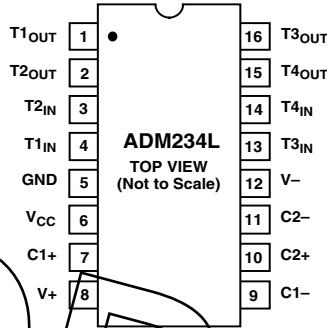 T1OUT 1 16 T3OUT
T2OUT 2 15 T4OUT
T2IN 3 14 T4IN
T1IN 4 ADM234L 13 T3IN
GND 5 TOP VIEW 12 V–
(Not to Scale)
VCC 6 11 C2–
C1+ 7 10 C2+
V+ 8 9 C1–